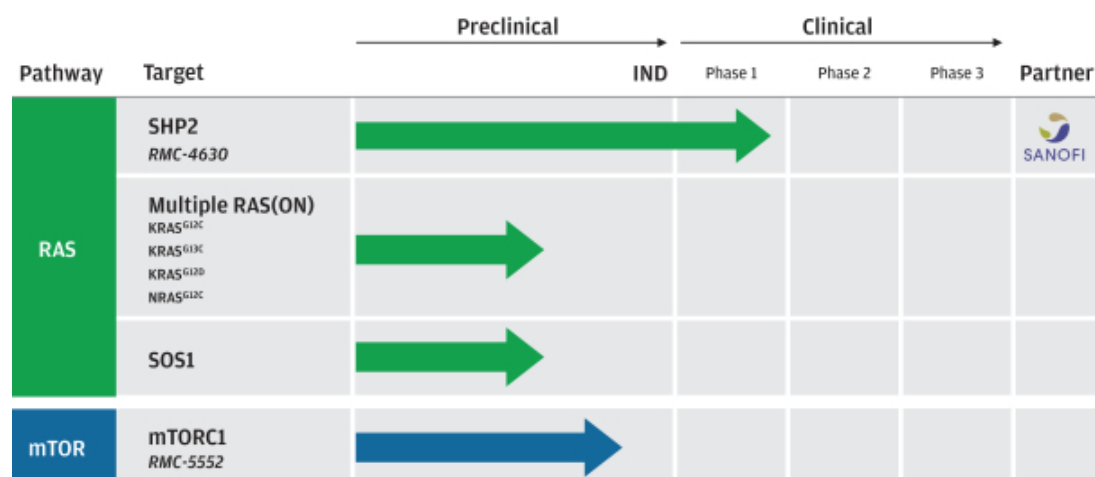 Preclinical
Clinical
Pathway
Target
IND
Phase 1
Phase 2
Phase 3
Partner
RAS
SHP2
RMC-4630
SANOFI
Multiple RAS(ON)
KRASᴳ¹²ᶜ
KRASᴳ¹³ᶜ
KRASᴳ¹²ᴰ
NRASᴳ¹²ᶜ
SOS1
mTOR
mTORC1
RMC-5552